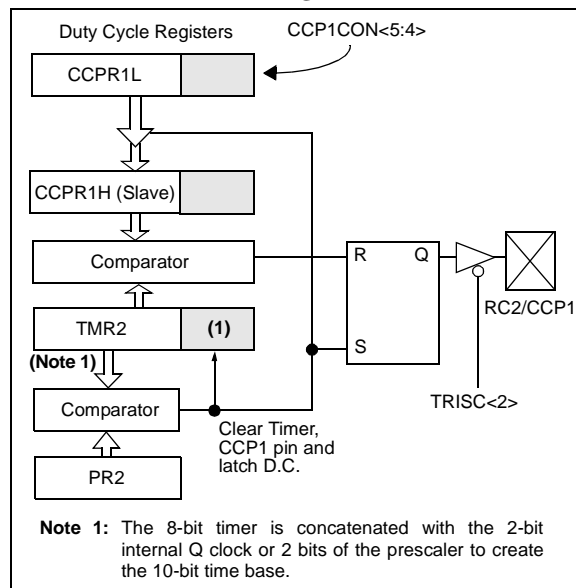 Duty Cycle Registers
CCP1CON<5:4>
CCPR1L
CCPR1H (Slave)
Comparator
R
Q
RC2/CCP1
TMR2
(1)
(Note 1)
S
TRISC<2>
Comparator
Clear Timer,
CCP1 pin and
latch D.C.
PR2
Note 1: The 8-bit timer is concatenated with the 2-bit
internal Q clock or 2 bits of the prescaler to create
the 10-bit time base.